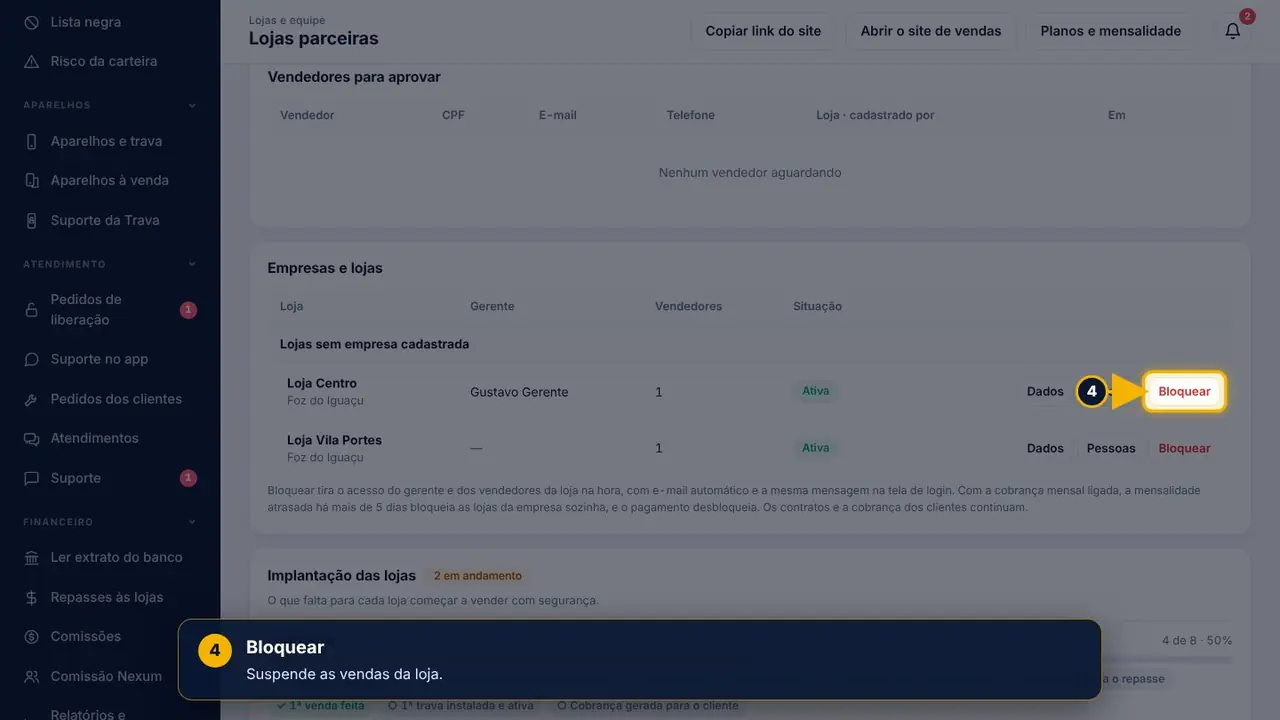 Lista negra
Risco da carteira
APARELHOS
Aparelhos e trava
Aparelhos à venda
Suporte da Trava
ATENDIMENTO
Pedidos de
liberação
1
Suporte no app
Pedidos dos clientes
Atendimentos
Suporte
1
FINANCEIRO
Ler extrato do banco
Repasses às lojas
Comissões
Comissão Nexum
Relatórios e
Lojas e equipe
Lojas parceiras
Copiar link do site
Abrir o site de vendas
Planos e mensalidade
2
Vendedores para aprovar
Vendedor CPF E-mail Telefone Loja · cadastrado por Em
Nenhum vendedor aguardando
Empresas e lojas
Loja Gerente Vendedores Situação
Lojas sem empresa cadastrada
Loja Centro
Foz do Iguaçu
Gustavo Gerente 1 Ativa Dados 4 Bloquear
Loja Vila Portes
Foz do Iguaçu
— 1 Ativa Dados Pessoas Bloquear
Bloquear tira o acesso do gerente e dos vendedores da loja na hora, com e-mail automático e a mesma mensagem na tela de login. Com a cobrança mensal ligada, a mensalidade
atrasada há mais de 5 dias bloqueia as lojas da empresa sozinha, e o pagamento desbloqueia. Os contratos e a cobrança dos clientes continuam.
Implantação das lojas 2 em andamento
O que falta para cada loja começar a vender com segurança.
4 de 8 · 50%
o repasse
4 Bloquear
Suspende as vendas da loja.
✓ 1ª venda feita O 1ª trava instalada e ativa O Cobrança gerada para o cliente